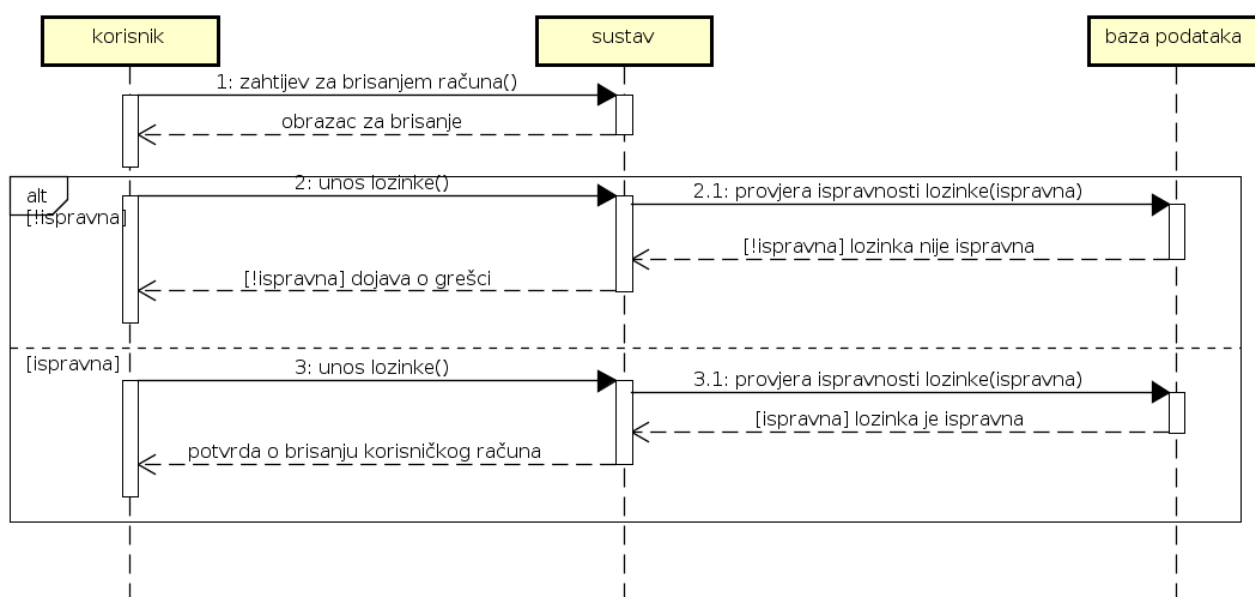 korisnik
sustav
baza podataka
1: zahtijev za brisanjem računa()
obrazac za brisanje
alt
[!ispravna]
2: unos lozinke()
2.1: provjera ispravnosti lozinke(ispravna)
[!ispravna] lozinka nije ispravna
[!ispravna] dojava o grešci
[ispravna]
3: unos lozinke()
3.1: provjera ispravnosti lozinke(ispravna)
[ispravna] lozinka je ispravna
potvrda o brisanju korisničkog računa